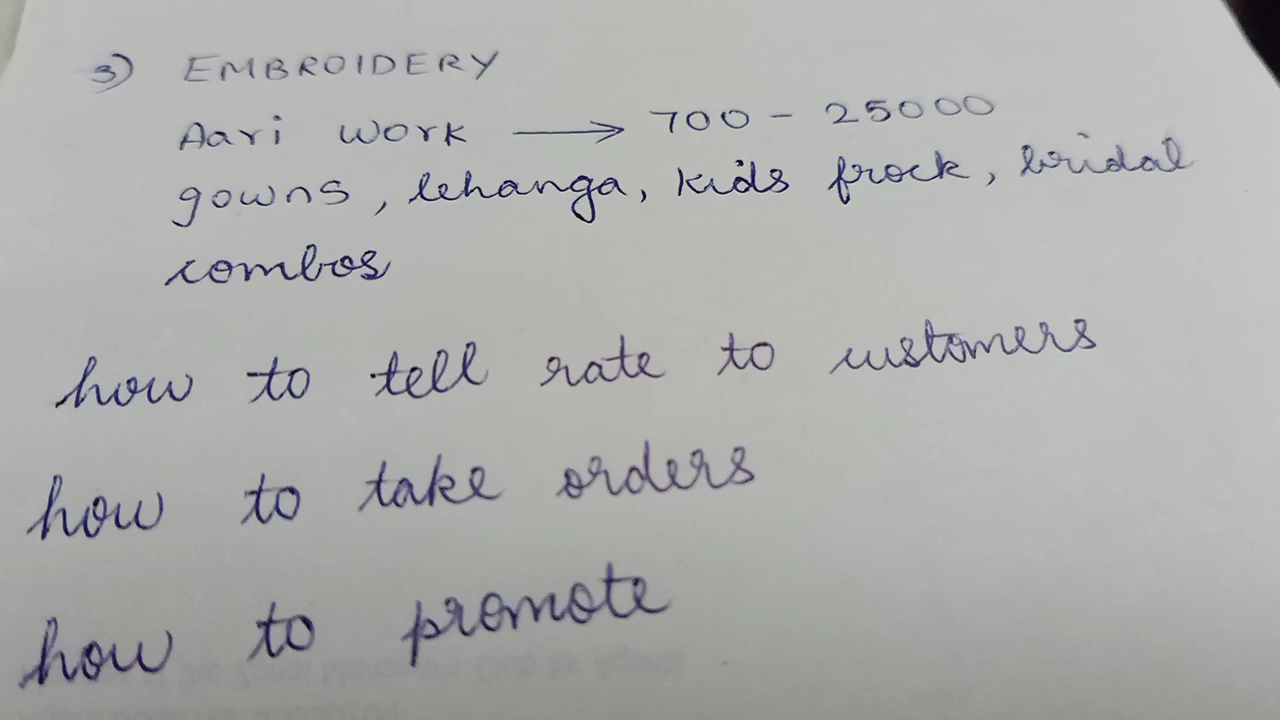 3) EMBROIDERY
Aari work → 700 - 25000
gowns, lehanga, kids frock, bridal
combos
how to tell rate to customers
how to take orders
how to promote